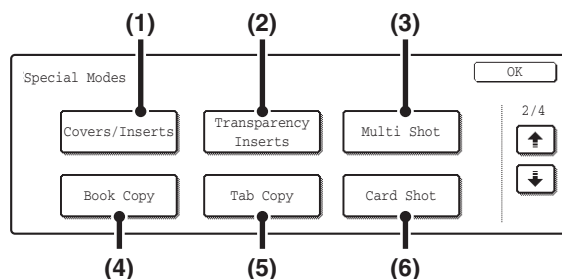 (1) (2) (3)
Special Modes OK
2/4
Covers/Inserts Transparency Inserts Multi Shot
Book Copy Tab Copy Card Shot
(4) (5) (6)